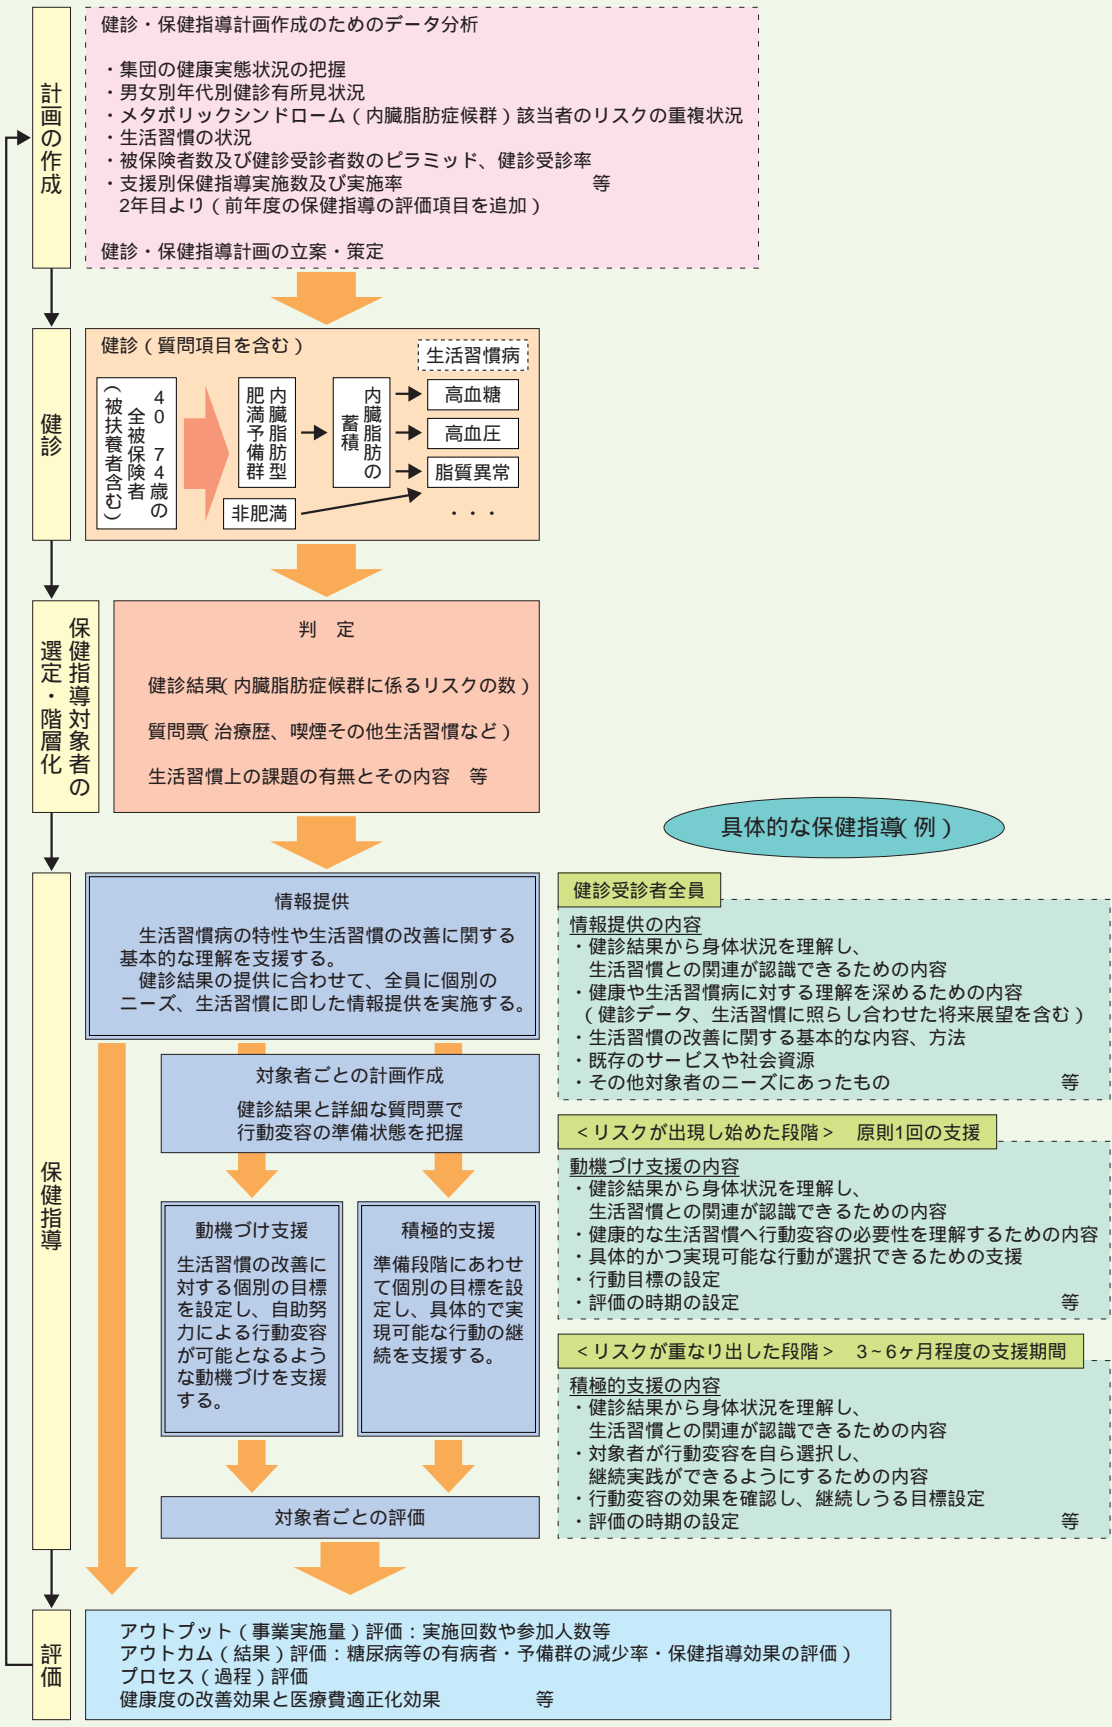 計画の作成
健診・保健指導計画作成のためのデータ分析
・集団の健康実態状況の把握
・男女別年代別健診有所見状況
・メタボリックシンドローム(内臓脂肪症候群)該当者のリスクの重複状況
・生活習慣の状況
・被保険者数及び健診受診者数のピラミッド、健診受診率
・支援別保健指導実施数及び実施率 等
2年目より(前年度の保健指導の評価項目を追加)
健診・保健指導計画の立案・策定
健診
健診(質問項目を含む)
生活習慣病
40 74歳の
全被保険者
(被扶養者含む)
内臓脂肪型
肥満予備群
内臓脂肪の
蓄積
高血糖
高血圧
脂質異常
・・・
非肥満
保健指導対象者の
選定・階層化
判 定
健診結果(内臓脂肪症候群に係るリスクの数)
質問票(治療歴、喫煙その他生活習慣など)
生活習慣上の課題の有無とその内容 等
具体的な保健指導(例)
保健指導
情報提供
生活習慣病の特性や生活習慣の改善に関する
基本的な理解を支援する。
健診結果の提供に合わせて、全員に個別の
ニーズ、生活習慣に即した情報提供を実施する。
対象者ごとの計画作成
健診結果と詳細な質問票で
行動変容の準備状態を把握
動機づけ支援
生活習慣の改善に
対する個別の目標
を設定し、自助努
力による行動変容
が可能となるよう
な動機づけを支援
する。
積極的支援
準備段階にあわせ
て個別の目標を設
定し、具体的で実
現可能な行動の継
続を支援する。
対象者ごとの評価
健診受診者全員
情報提供の内容
・健診結果から身体状況を理解し、
生活習慣との関連が認識できるための内容
・健康や生活習慣病に対する理解を深めるための内容
(健診データ、生活習慣に照らし合わせた将来展望を含む)
・生活習慣の改善に関する基本的な内容、方法
・既存のサービスや社会資源
・その他対象者のニーズにあったもの 等
<リスクが出現し始めた段階> 原則1回の支援
動機づけ支援の内容
・健診結果から身体状況を理解し、
生活習慣との関連が認識できるための内容
・健康的な生活習慣へ行動変容の必要性を理解するための内容
・具体的かつ実現可能な行動が選択できるための支援
・行動目標の設定
・評価の時期の設定 等
<リスクが重なり出した段階> 3~6ヶ月程度の支援期間
積極的支援の内容
・健診結果から身体状況を理解し、
生活習慣との関連が認識できるための内容
・対象者が行動変容を自ら選択し、
継続実践ができるようにするための内容
・行動変容の効果を確認し、継続しうる目標設定
・評価の時期の設定 等
評価
アウトプット(事業実施量)評価:実施回数や参加人数等
アウトカム(結果)評価:糖尿病等の有病者・予備群の減少率・保健指導効果の評価)
プロセス(過程)評価
健康度の改善効果と医療費適正化効果 等